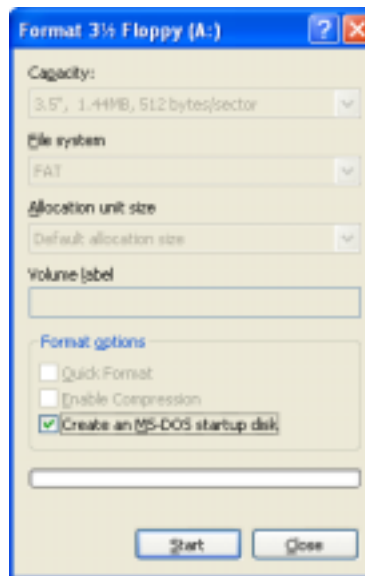 Format 3½ Floppy (A:)
Capacity:
3.5", 1.44MB, 512 bytes/sector
File system
FAT
Allocation unit size
Default allocation size
Volume label
Format options
Quick Format
Enable Compression
Create an MS-DOS startup disk
Start
Close